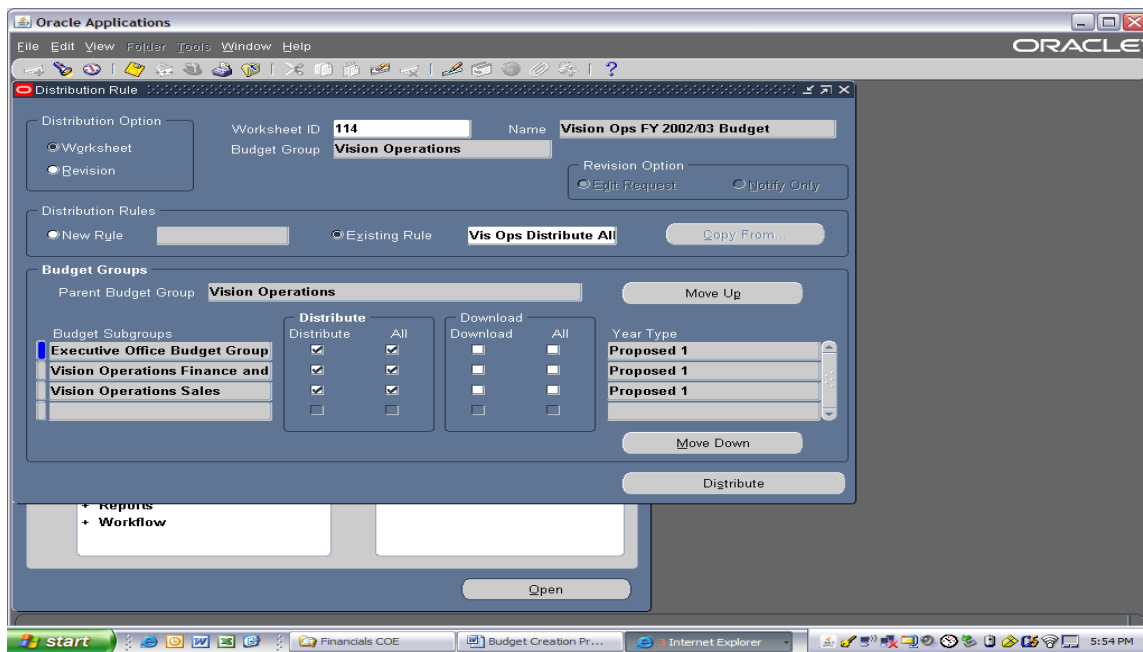 Oracle Applications
File Edit View Folder Tools Window Help
ORACLE
Distribution Rule
Distribution Option
Worksheet ID 114 Name Vision Ops FY 2002/03 Budget
Worksheet
Budget Group Vision Operations
Revision
Revision Option
Edit Request Notify Only
Distribution Rules
New Rule Existing Rule Vis Ops Distribute All Copy From...
Budget Groups
Parent Budget Group Vision Operations Move Up
Distribute Download
Budget Subgroups Distribute All Download All Year Type
Executive Office Budget Group Proposed 1
Vision Operations Finance and Proposed 1
Vision Operations Sales Proposed 1
Move Down
Distribute
+ Reports
+ Workflow
Open
start Financials COE Budget Creation Pr... 3 Internet Explorer 5:54 PM